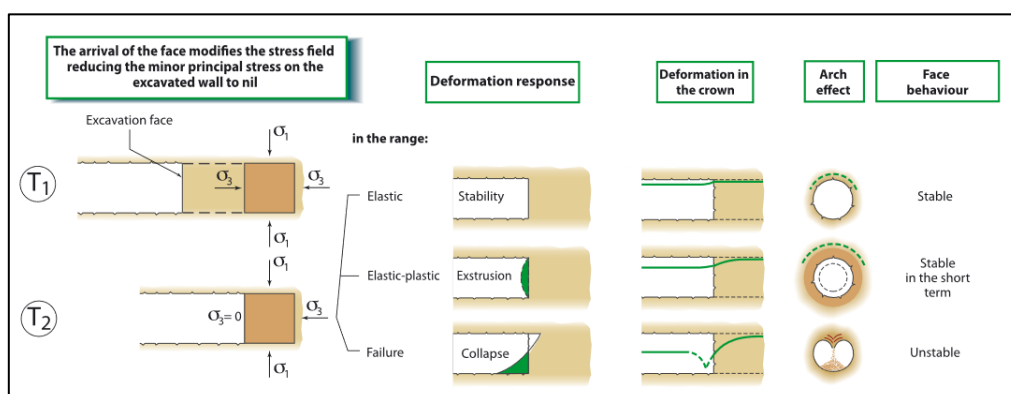 The arrival of the face modifies the stress field
reducing the minor principal stress on the
excavated wall to nil
Deformation response
Deformation in
the crown
Arch
effect
Face
behaviour
Excavation face
σ1
in the range:
T1
σ3
σ3
Elastic
Stability
Stable
σ1
σ1
Elastic-plastic
Exstrusion
Stable
in the short
term
T2
σ3= 0
σ3
Failure
Collapse
Unstable
σ1